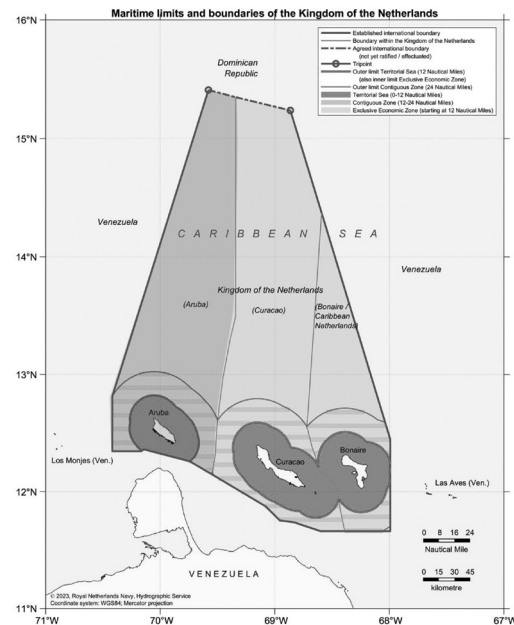 Maritime limits and boundaries of the Kingdom of the Netherlands
16°N
Established international boundary
Boundary within the Kingdom of the Netherlands
Agreed international boundary
(not yet ratified / effectuated)
Tripoint
Outer limit Territorial Sea (12 Nautical Miles)
(also inner limit Exclusive Economic Zone)
Outer limit Contiguous Zone (24 Nautical Miles)
Territorial Sea (0-12 Nautical Miles)
Contiguous Zone (12-24 Nautical Miles)
Exclusive Economic Zone (starting at 12 Nautical Miles)
Dominican
Republic
15°N
Venezuela
CARIBBEAN SEA
14°N
Venezuela
Kingdom of the Netherlands
(Aruba)
(Curacao)
(Bonaire /
Caribbean
Netherlands)
13°N
Aruba
Los Monjes (Ven.)
Curacao
Bonaire
12°N
Las Aves (Ven.)
0 8 16 24
Nautical Mile
0 15 30 45
kilometre
VENEZUELA
© 2023, Royal Netherlands Navy, Hydrographic Service
Coordinate system: WGS84; Mercator projection
11°N
71°W
70°W
69°W
68°W
67°W